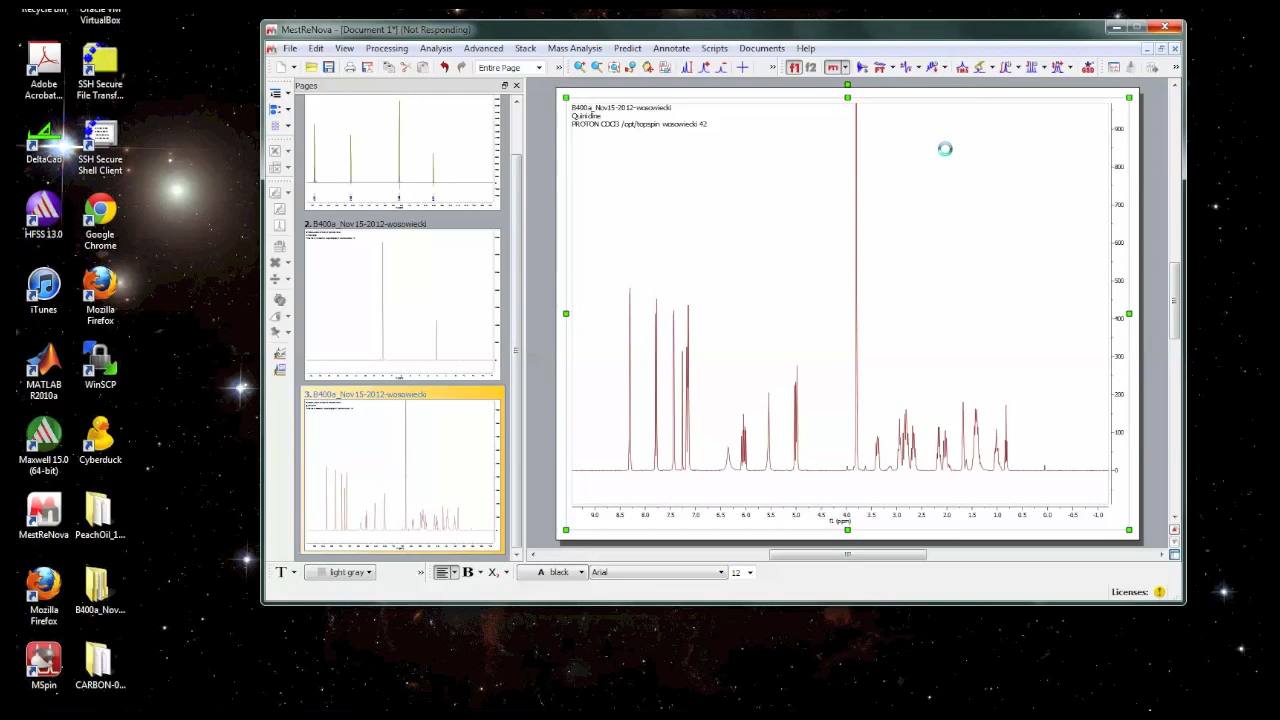 Recycle Bin
Oracle VM
VirtualBox
Adobe
Acrobat...
SSH Secure
File Transf...
DeltaCad
SSH Secure
Shell Client
HFSS 13.0
Google
Chrome
iTunes
Mozilla
Firefox
MATLAB
R2010a
WinSCP
Maxwell 15.0
(64-bit)
Cyberduck
MestReNova
PeachOil_1...
Mozilla
Firefox
B400a_Nov...
MSpin
CARBON-0...
MestReNova - [Document 1*] (Not Responding)
File Edit View Processing Analysis Advanced Stack Mass Analysis Predict Annotate Scripts Documents Help
Entire Page
Pages
2. B400a_Nov15-2012-wosowiecki
3. B400a_Nov15-2012-wosowiecki
B400a_Nov15-2012-wosowiecki
Quinidine
PROTON CDCl3 /opt/topspin wosowiecki 42
900
800
700
600
500
400
300
200
100
0
9.0 8.5 8.0 7.5 7.0 6.5 6.0 5.5 5.0 4.5 4.0 3.5 3.0 2.5 2.0 1.5 1.0 0.5 0.0 -0.5 -1.0
f1 (ppm)
T light gray B X, A black Arial 12
Licenses: